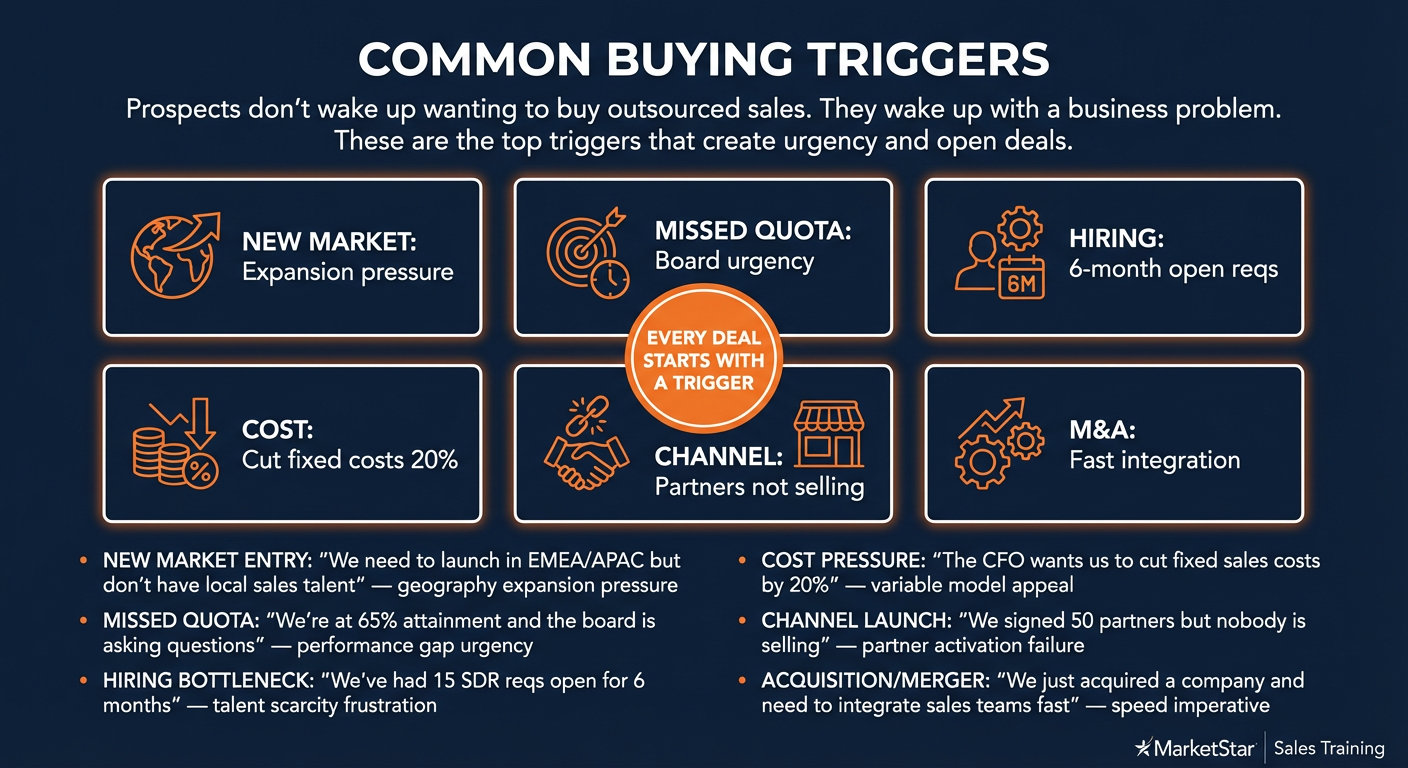 COMMON BUYING TRIGGERS
Prospects don't wake up wanting to buy outsourced sales. They wake up with a business problem.
These are the top triggers that create urgency and open deals.
NEW MARKET:
Expansion pressure
MISSED QUOTA:
Board urgency
HIRING:
6-month open reqs
6M
EVERY DEAL
STARTS WITH
A TRIGGER
COST:
Cut fixed costs 20%
%
CHANNEL:
Partners not selling
M&A:
Fast integration
• NEW MARKET ENTRY: "We need to launch in EMEA/APAC but
don't have local sales talent" — geography expansion pressure
• MISSED QUOTA: "We're at 65% attainment and the board is
asking questions" — performance gap urgency
• HIRING BOTTLENECK: "We've had 15 SDR reqs open for 6
months" — talent scarcity frustration
• COST PRESSURE: "The CFO wants us to cut fixed sales costs
by 20%" — variable model appeal
• CHANNEL LAUNCH: "We signed 50 partners but nobody is
selling" — partner activation failure
• ACQUISITION/MERGER: "We just acquired a company and
need to integrate sales teams fast" — speed imperative
MarketStar | Sales Training